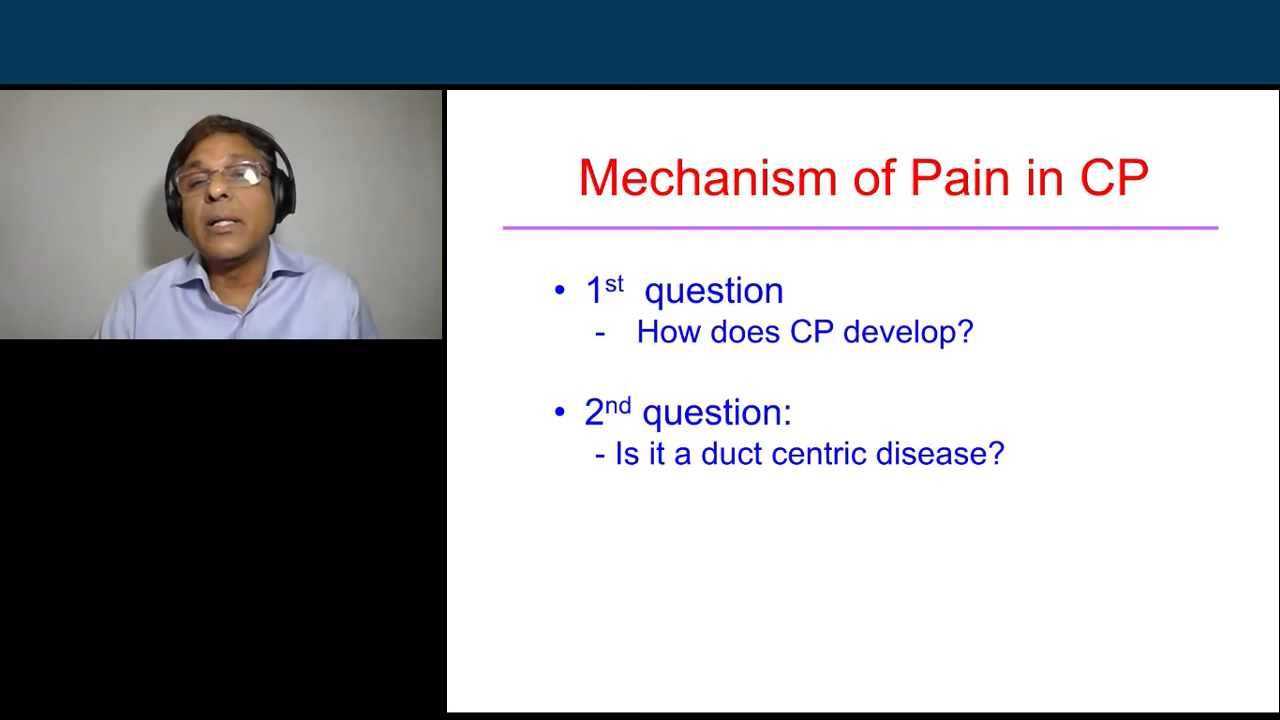 Mechanism of Pain in CP
• 1st question
- How does CP develop?
• 2nd question:
- Is it a duct centric disease?